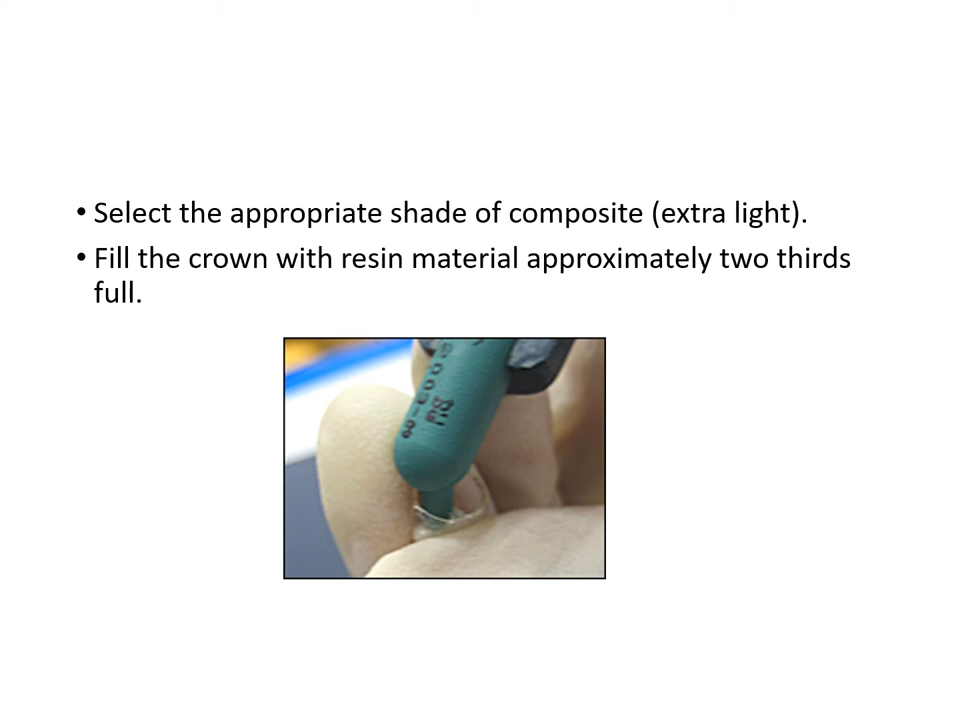 • Select the appropriate shade of composite (extra light).
• Fill the crown with resin material approximately two thirds
full.